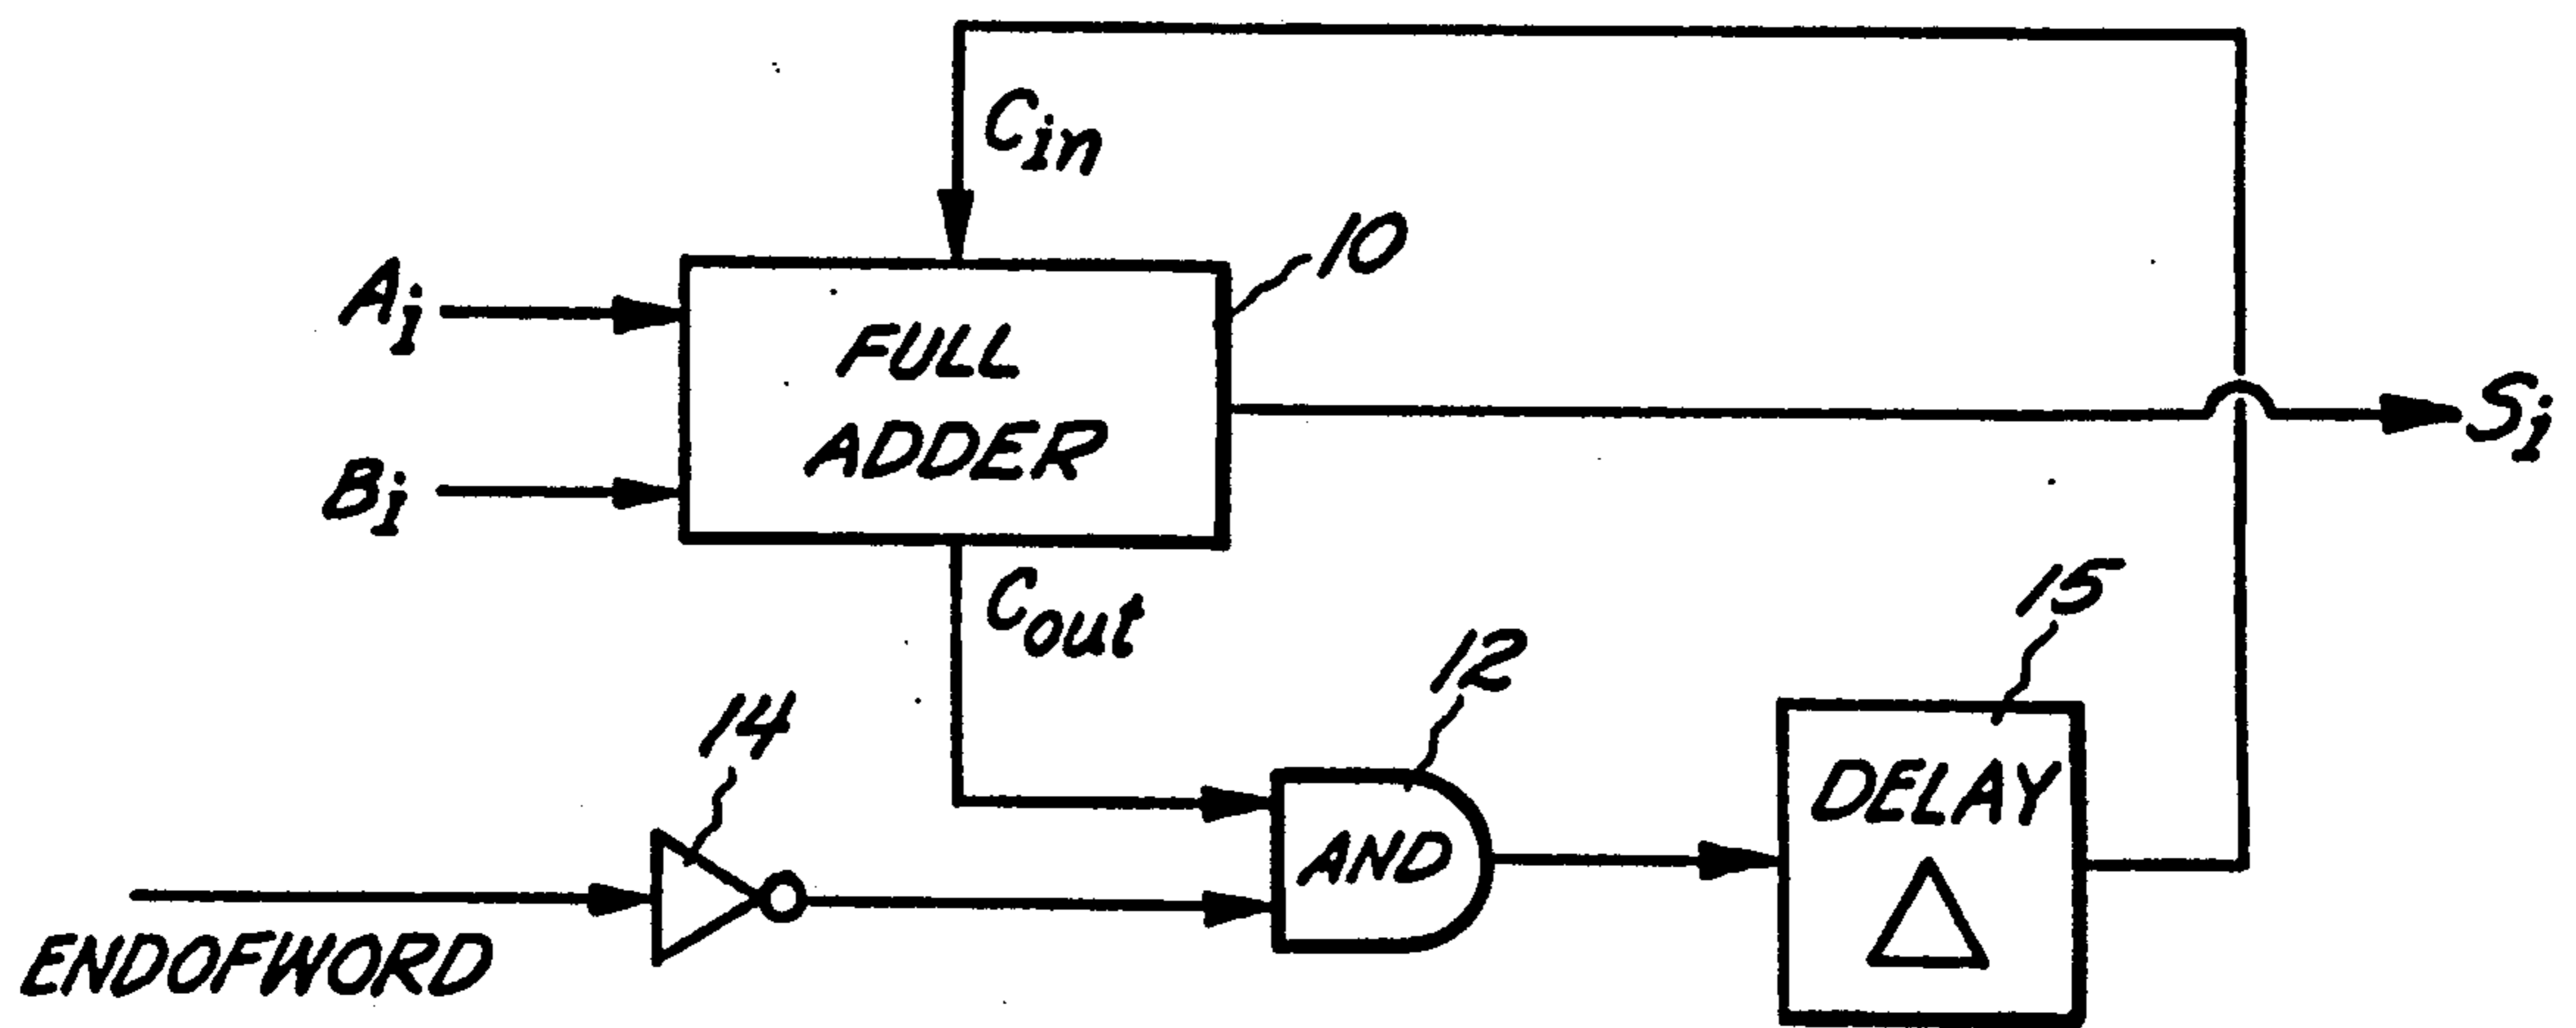 Cin
10
Ai
FULL
ADDER
Bi
Si
Cout
15
12
14
AND
DELAY
Δ
ENDOFWORD